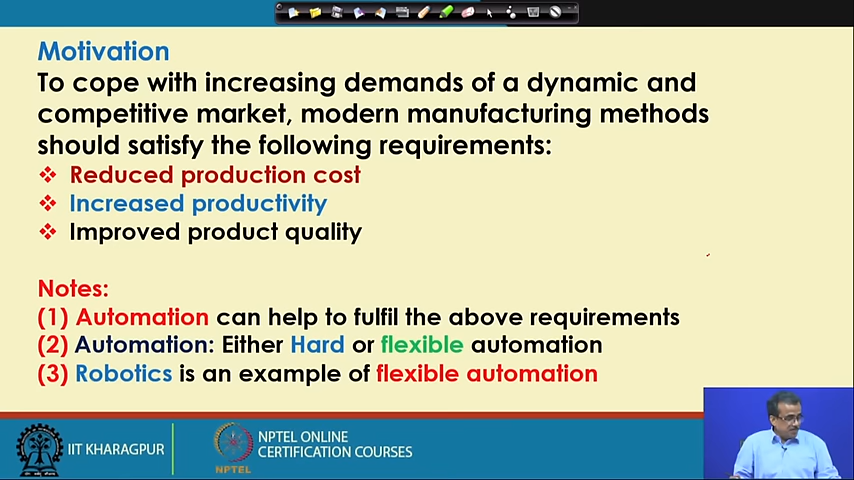 Motivation
To cope with increasing demands of a dynamic and
competitive market, modern manufacturing methods
should satisfy the following requirements:
❖ Reduced production cost
❖ Increased productivity
❖ Improved product quality
Notes:
(1) Automation can help to fulfil the above requirements
(2) Automation: Either Hard or flexible automation
(3) Robotics is an example of flexible automation
IIT KHARAGPUR
NPTEL
NPTEL ONLINE
CERTIFICATION COURSES